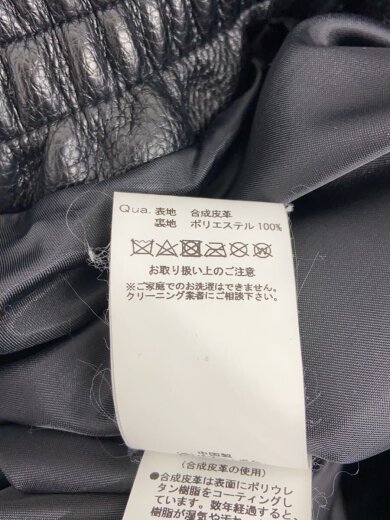 Qua. 表地 合成皮革
裏地 ポリエステル 100%
お取り扱い上のご注意
※ご家庭でのお洗濯はできません。
クリーニング業者にご相談下さい。
中国製
(合成皮革の使用)
●合成皮革は表面にポリウレ
タン樹脂をコーティングし
ています。数年経過すると、
樹脂が湿気や汗